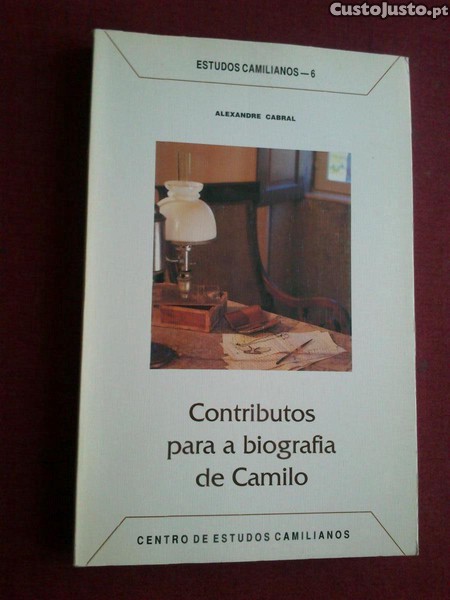 CustoJusto.pt
ESTUDOS CAMILIANOS — 6
ALEXANDRE CABRAL
Contributos
para a biografia
de Camilo
CENTRO DE ESTUDOS CAMILIANOS